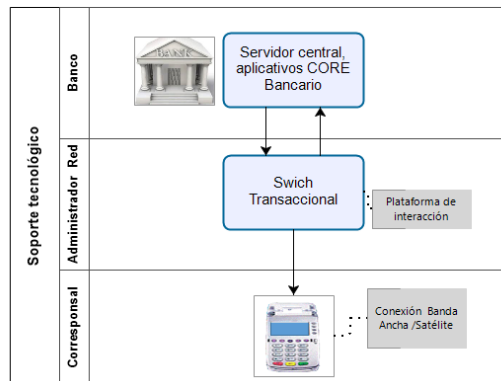 Soporte tecnológico
Banco
BANK
Servidor central,
aplicativos CORE
Bancario
Administrador Red
Swich
Transaccional
Plataforma de
interacción
Corresponsal
Conexión Banda
Ancha /Satélite